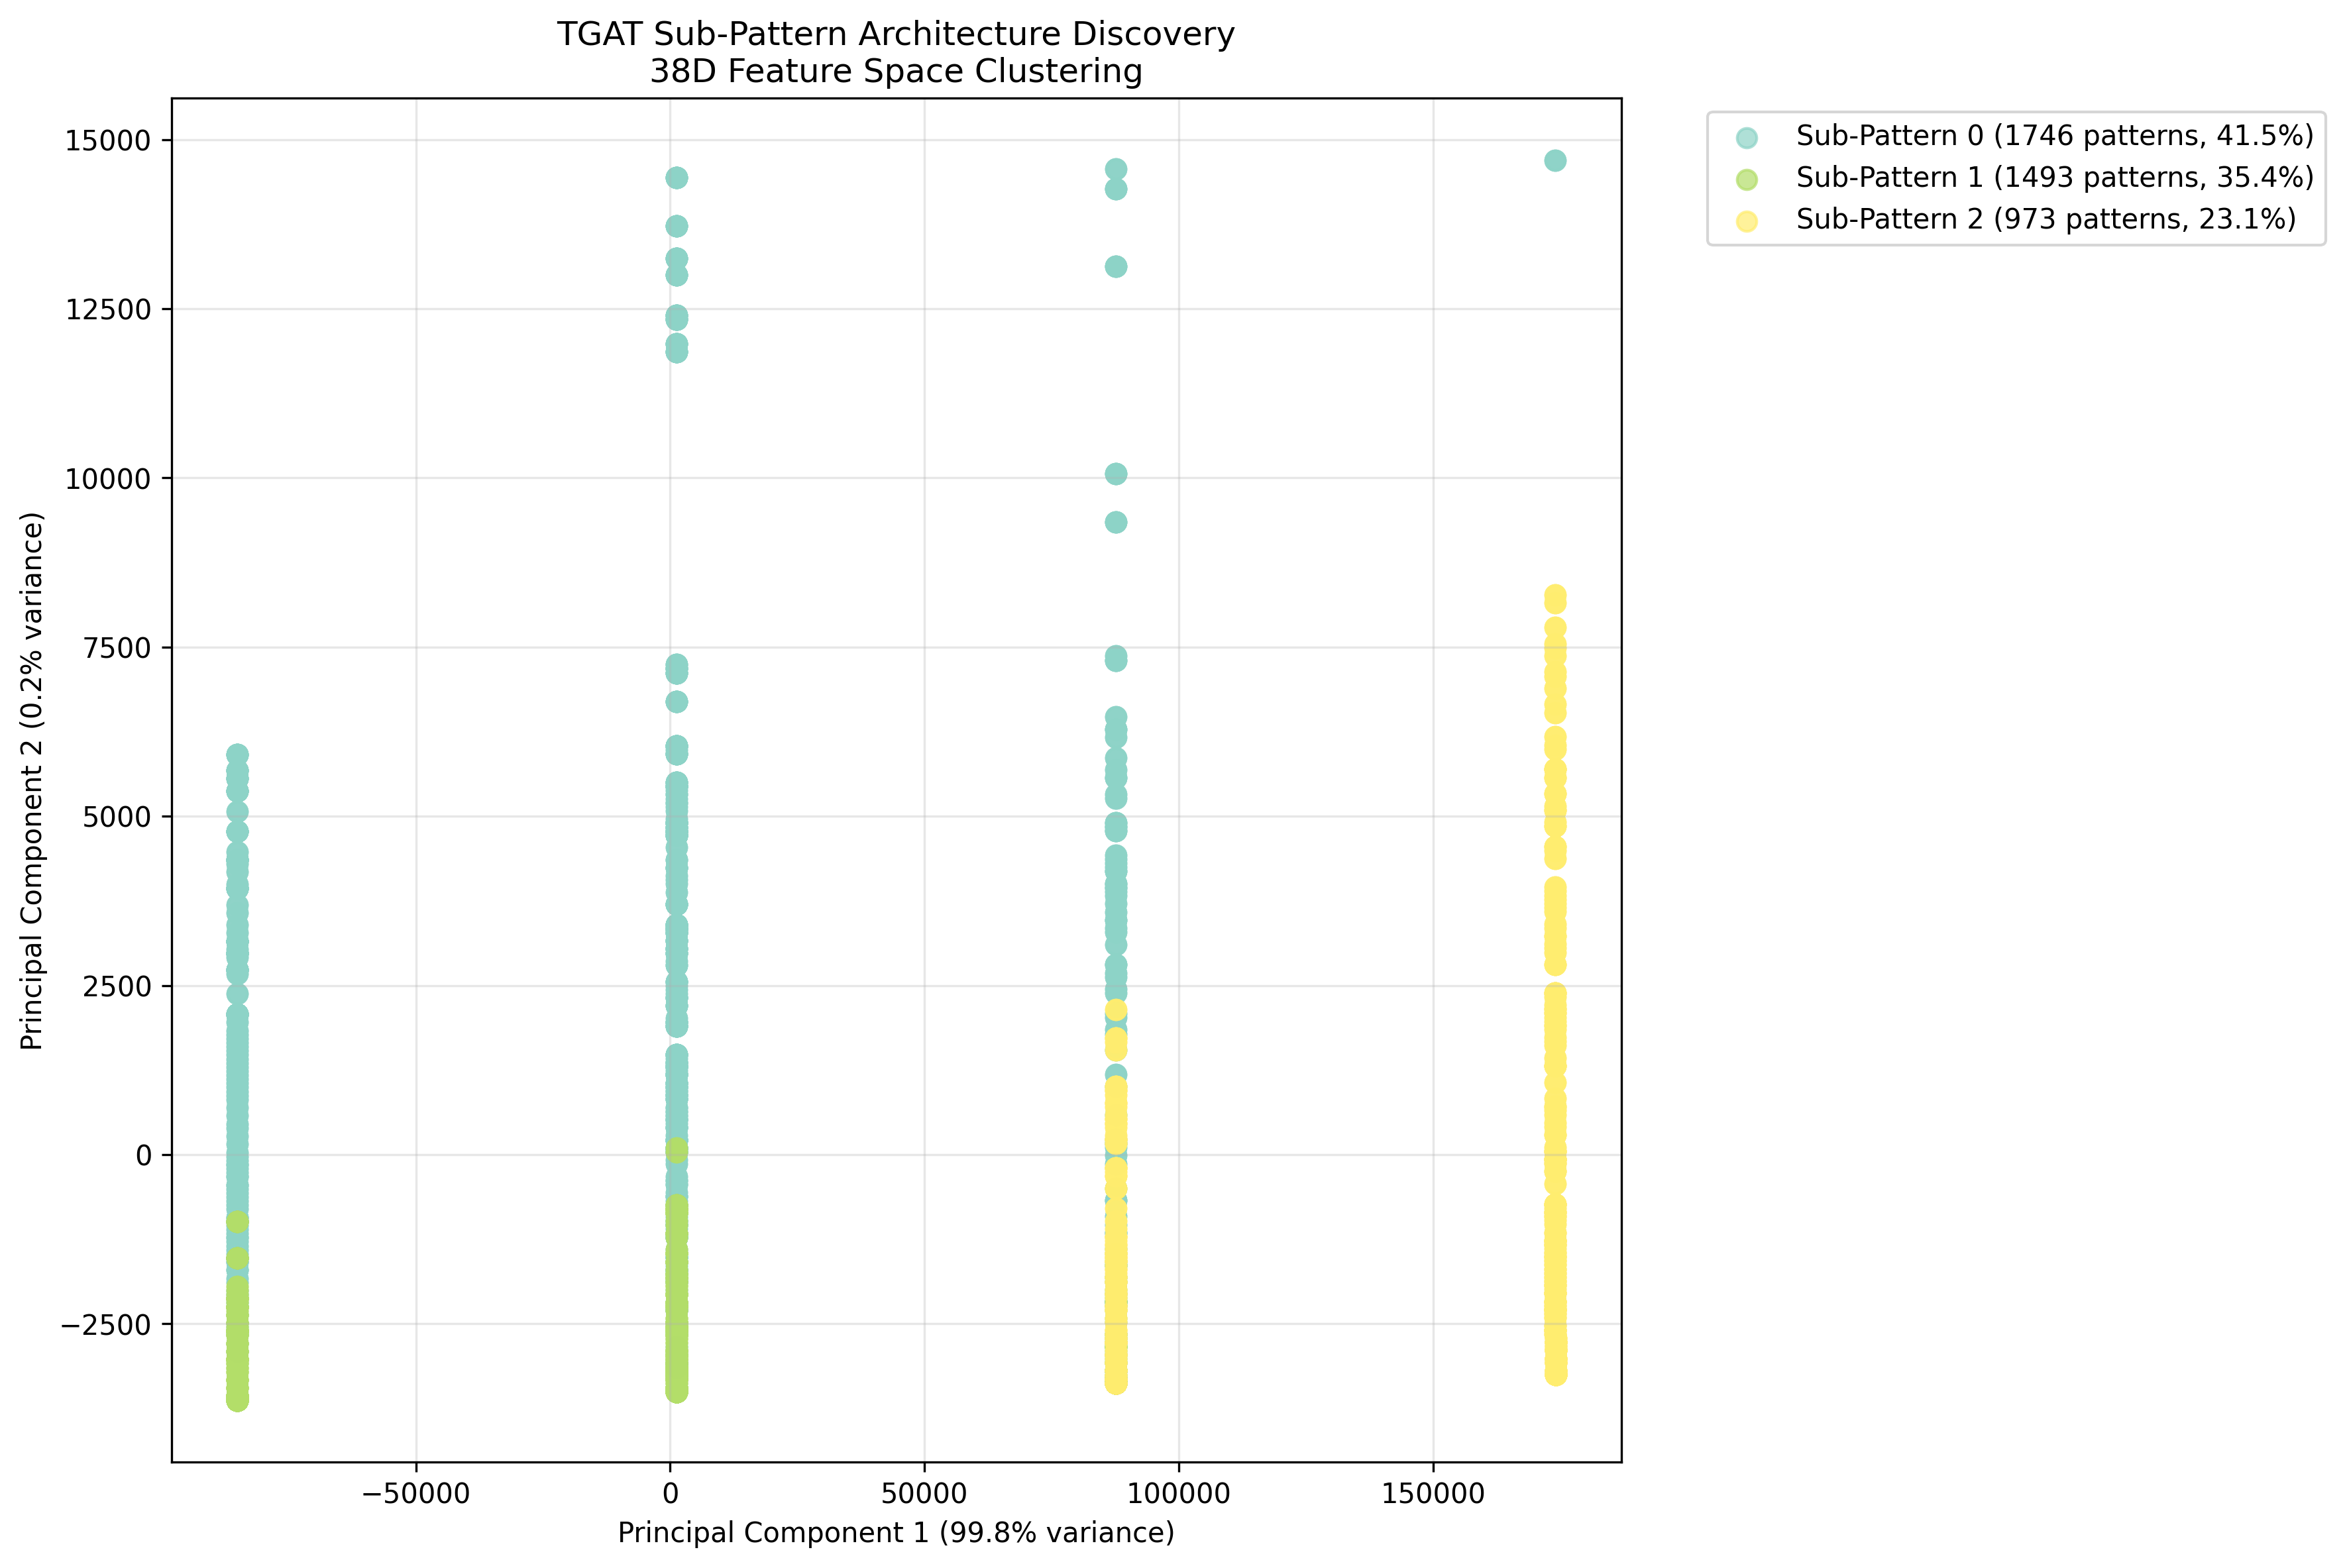 TGAT Sub-Pattern Architecture Discovery
38D Feature Space Clustering
Sub-Pattern 0 (1746 patterns, 41.5%)
Sub-Pattern 1 (1493 patterns, 35.4%)
Sub-Pattern 2 (973 patterns, 23.1%)
Principal Component 2 (0.2% variance)
15000
12500
10000
7500
5000
2500
0
−2500
−50000
0
50000
100000
150000
Principal Component 1 (99.8% variance)